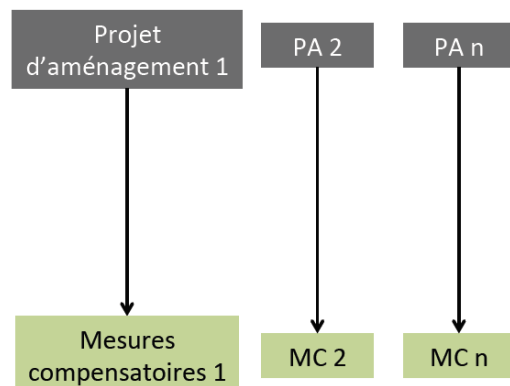 Projet
d’aménagement 1
PA 2
PA n
Mesures
compensatoires 1
MC 2
MC n